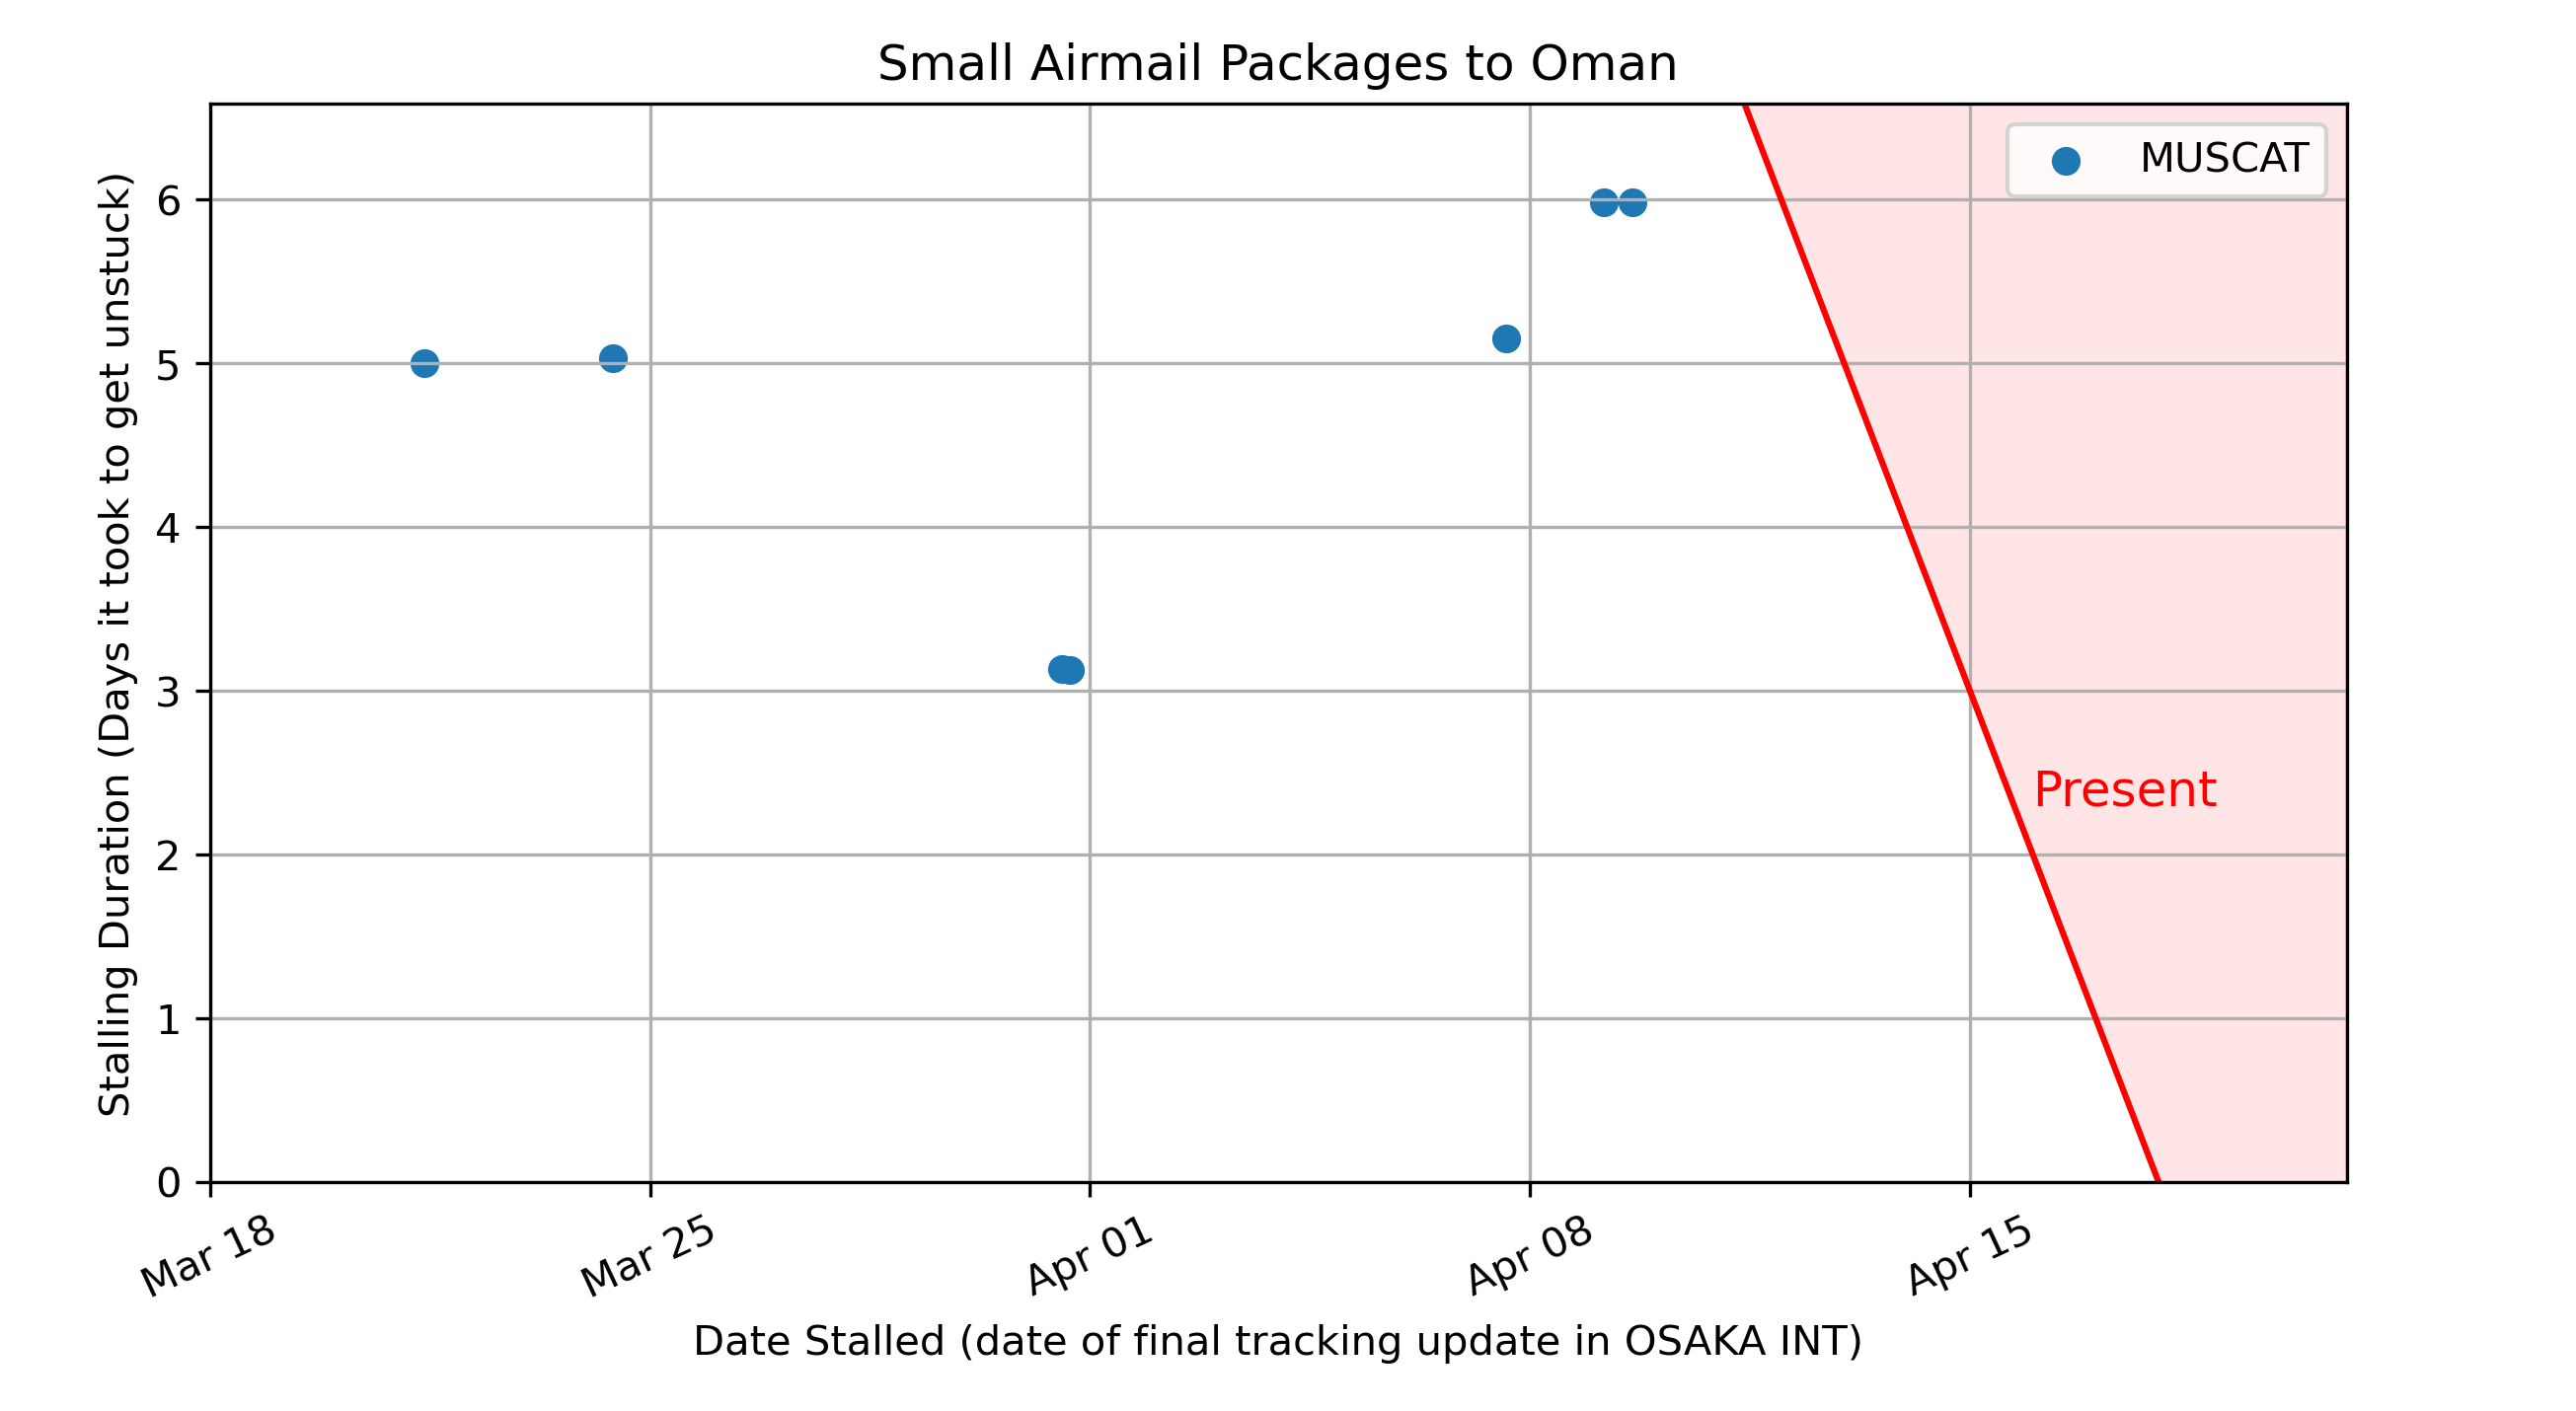 Small Airmail Packages to Oman
MUSCAT
Stalling Duration (Days it took to get unstuck)
6
5
4
3
2
1
0
Present
Mar 18
Mar 25
Apr 01
Apr 08
Apr 15
Date Stalled (date of final tracking update in OSAKA INT)